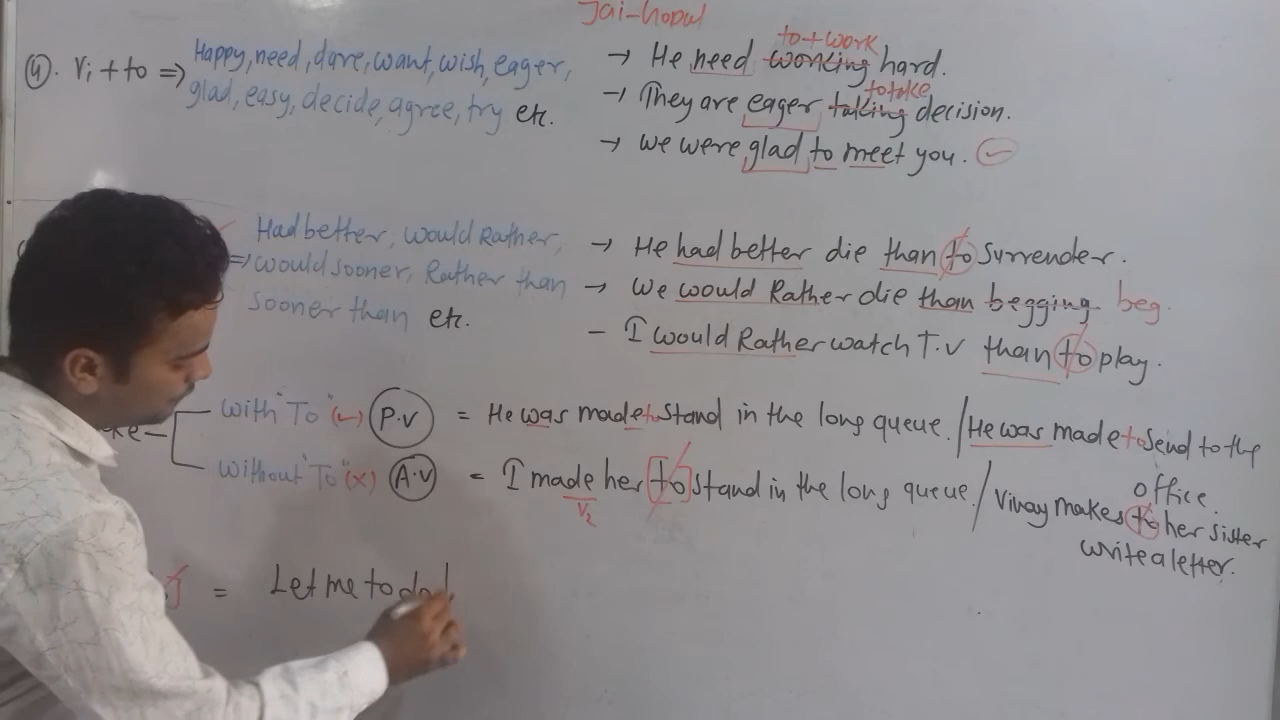 Jai-Gopal
(4). V₁ + to => Happy, need, dare, want, wish, eager,
glad, easy, decide, agree, try etc.
to + work
→ He need working hard.
to take
→ They are eager taking decision.
→ We were glad to meet you.
=> Had better, would Rather,
would sooner, Rather than
sooner than etc.
→ He had better die than to surrender.
→ We would Rather die than begging beg.
- I would Rather watch T.V than to play.
With "To" (✓) (P.V) = He was made to stand in the long queue. / He was made to send to the
office.
Without "To" (x) (A.V) = I made her to stand in the long queue / Vinay makes to her sister
V₂
write a letter.
= Let me to do